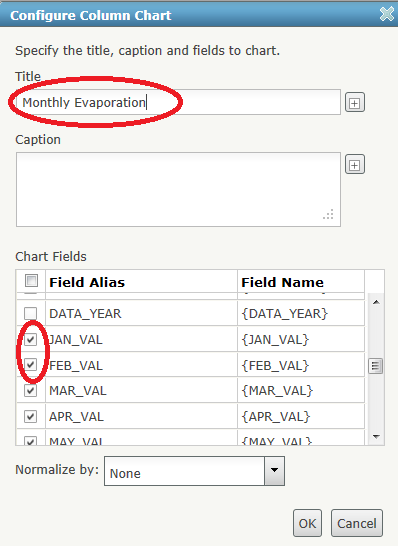 Configure Column Chart
Specify the title, caption and fields to chart.
Title
Monthly Evaporation
Caption
Chart Fields
Field Alias Field Name
DATA_YEAR {DATA_YEAR}
JAN_VAL {JAN_VAL}
FEB_VAL {FEB_VAL}
MAR_VAL {MAR_VAL}
APR_VAL {APR_VAL}
MAY_VAL {MAY_VAL}
Normalize by: None
OK Cancel